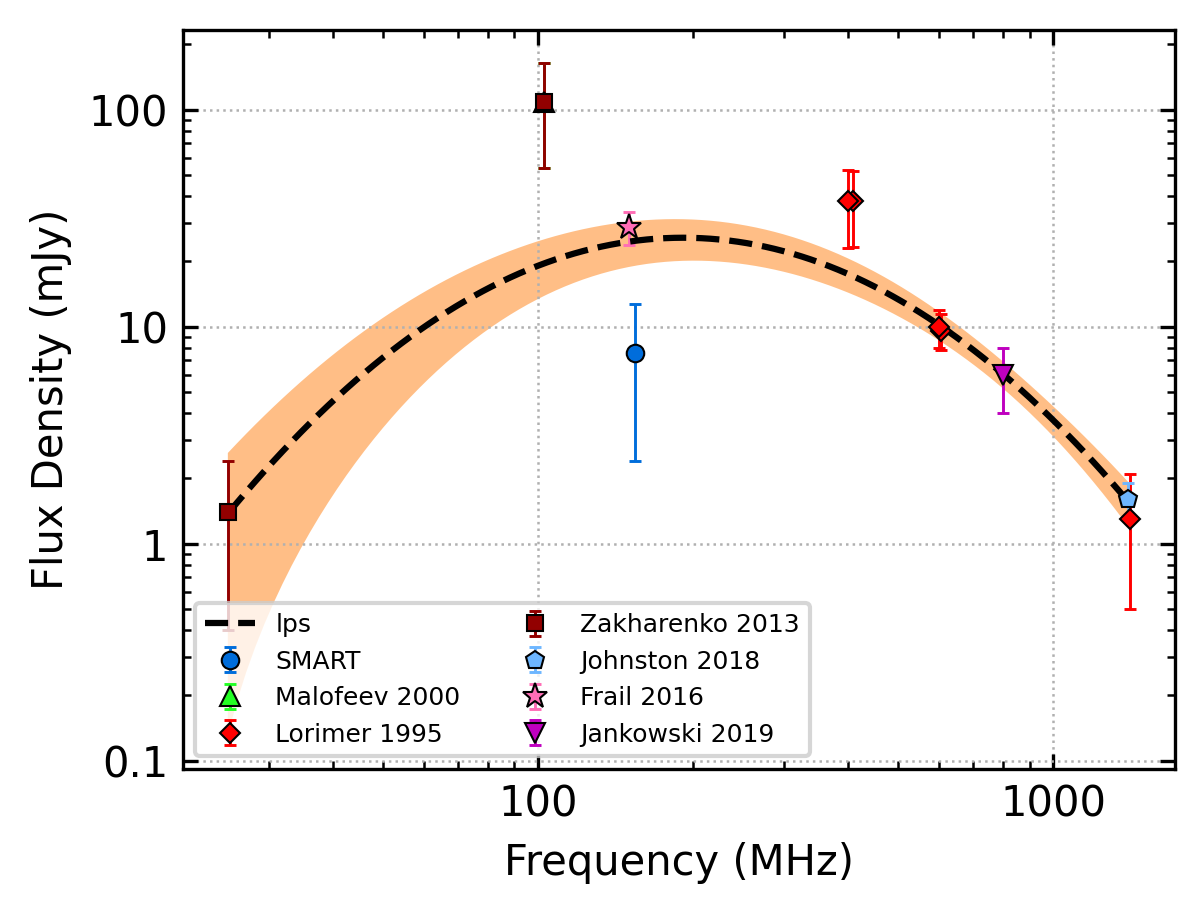 Flux Density (mJy)
100
10
1
0.1
lps
SMART
Malofeev 2000
Lorimer 1995
Zakharenko 2013
Johnston 2018
Frail 2016
Jankowski 2019
100
1000
Frequency (MHz)